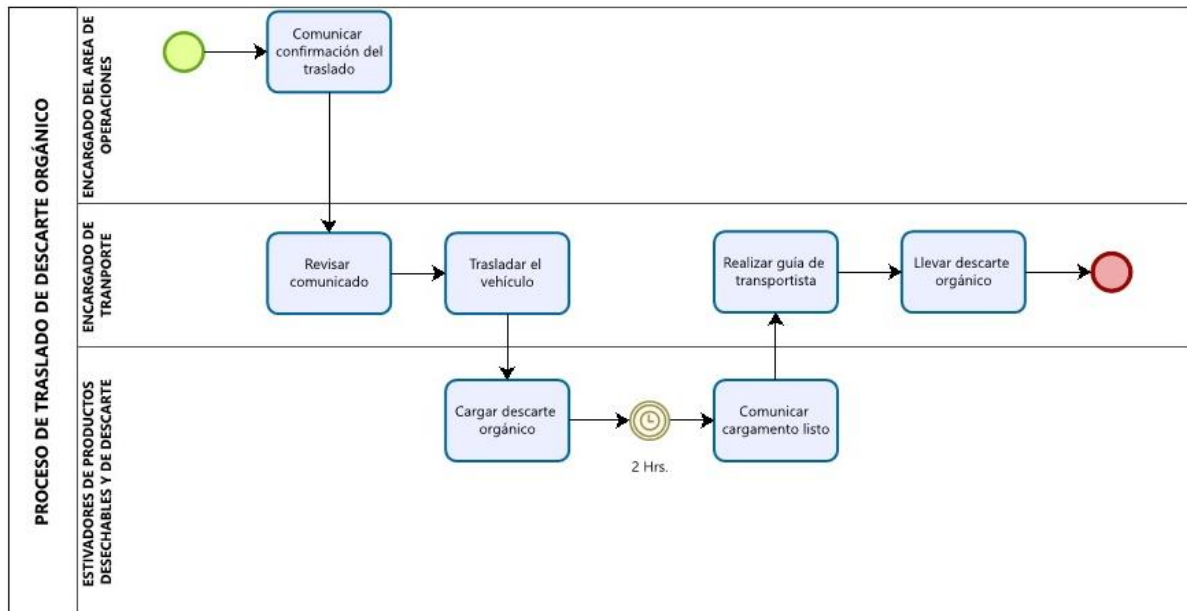 PROCESO DE TRASLADO DE DESCARTE ORGÁNICO
ENCARGADO DEL AREA DE
OPERACIONES
Comunicar
confirmación del
traslado
ENCARGADO DE
TRANPORTE
Revisar
comunicado
Trasladar el
vehículo
Realizar guía de
transportista
Llevar descarte
orgánico
ESTIVADORES DE PRODUCTOS
DESECHABLES Y DE DESCARTE
Cargar descarte
orgánico
2 Hrs.
Comunicar
cargamento listo